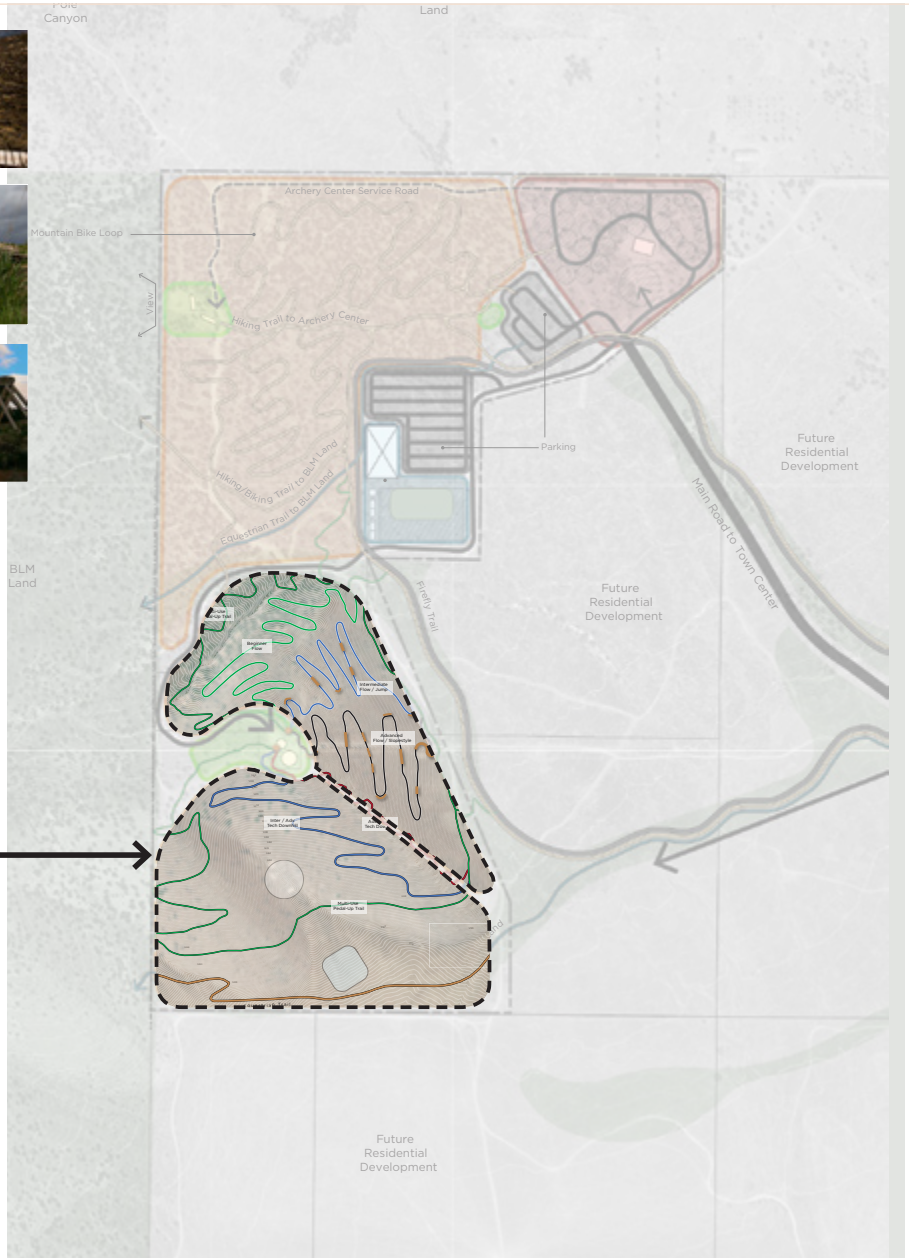 Pole
Canyon
Land
Archery Center Service Road
Mountain Bike Loop
View
Hiking Trail to Archery Center
Parking
Future
Residential
Development
Hiking/Biking Trail to BLM Land
Equestrian Trail to BLM Land
Main Road to Town Center
BLM
Land
Firefly Trail
Future
Residential
Development
Beginner
Flow
Intermediate
Flow / Jump
Advanced
Flow / Slopestyle
Inter / Adv
Tech Downhill
Tech
Multi-Use
Pedal-Up Trail
Future
Residential
Development